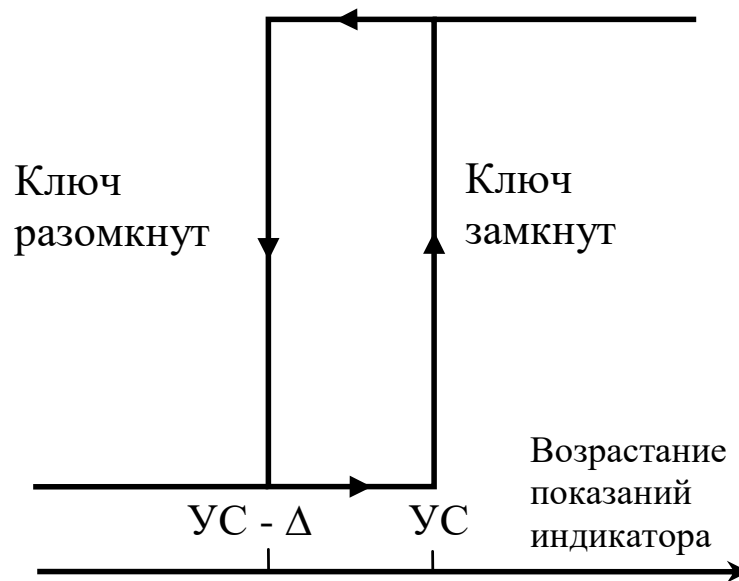 Ключ
разомкнут
Ключ
замкнут
Возрастание
показаний
индикатора
УС - Δ
УС